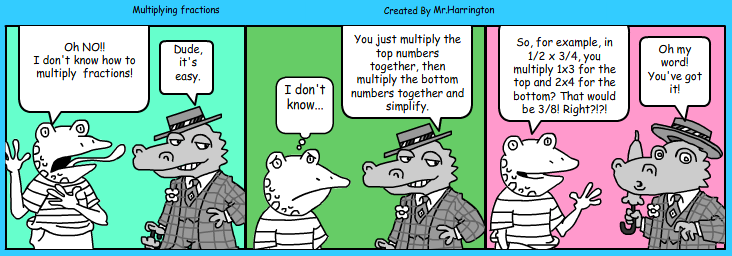 Multiplying fractions
Created By Mr.Harrington
Oh NO!!
I don't know how to
multiply fractions!
Dude,
it's
easy.
I don't
know...
You just multiply the
top numbers
together, then
multiply the bottom
numbers together and
simplify.
So, for example, in
1/2 x 3/4, you
multiply 1x3 for the
top and 2x4 for the
bottom? That would
be 3/8! Right?!?!
Oh my
word!
You've got
it!